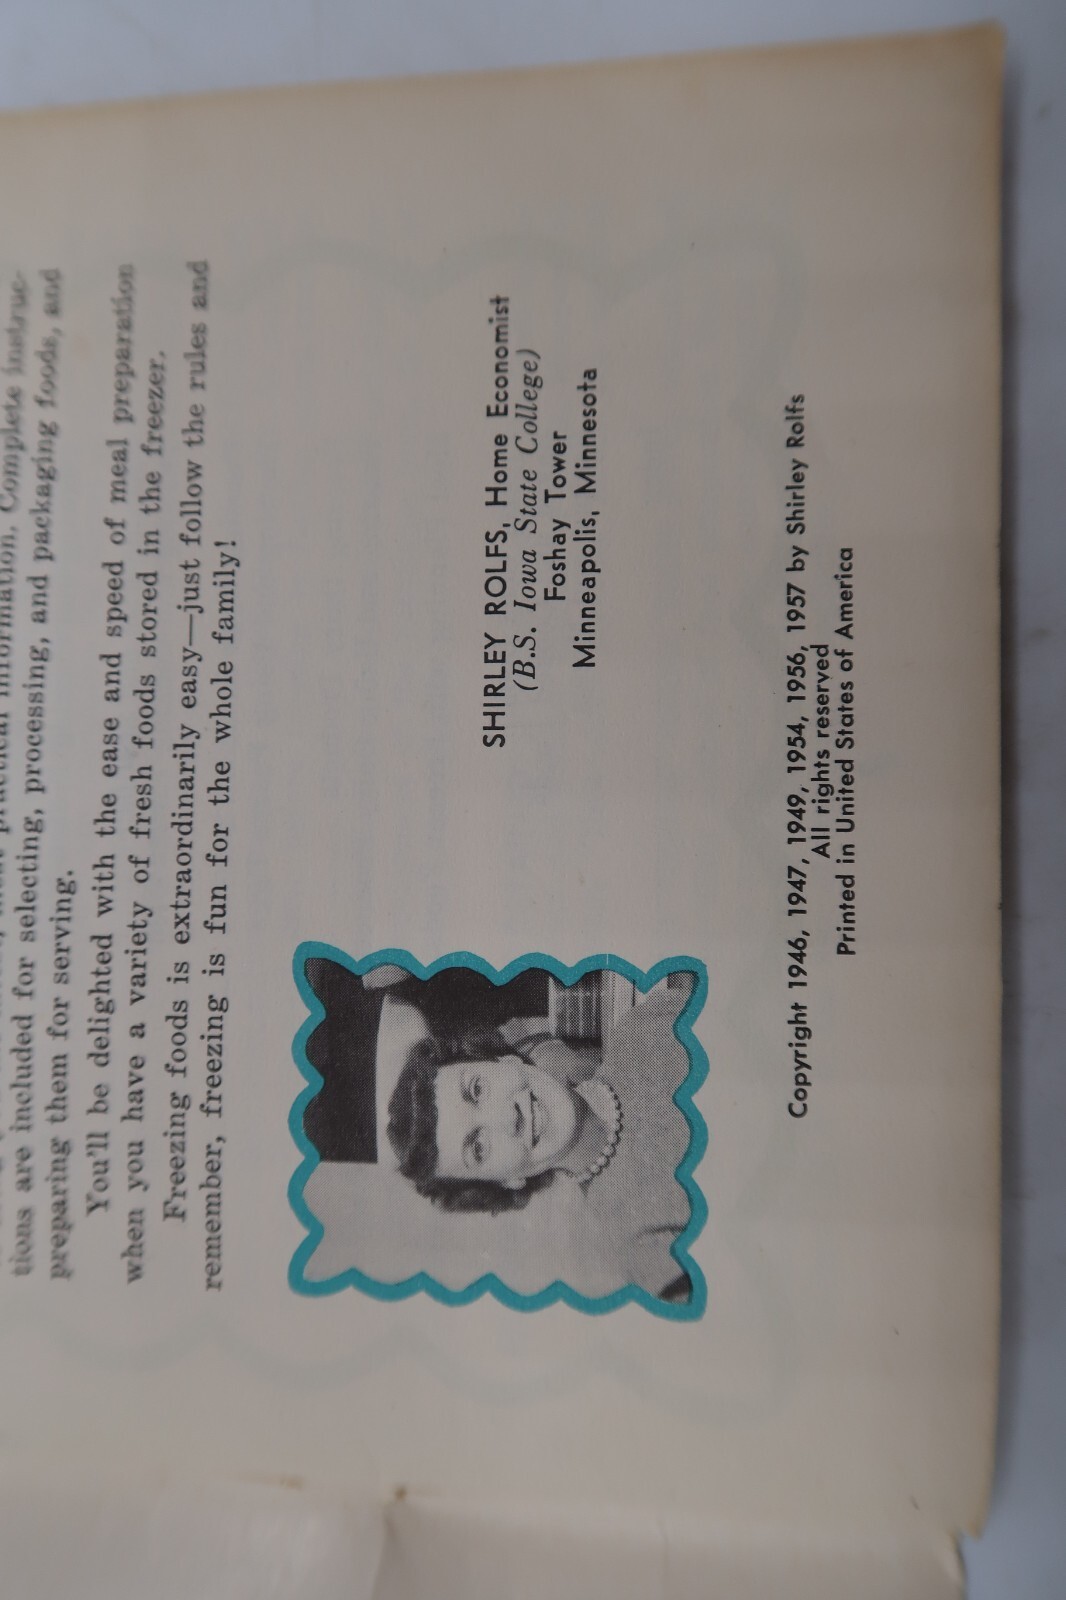 practical information. Complete instruc-
tions are included for selecting, processing, and packaging foods, and
preparing them for serving.
You'll be delighted with the ease and speed of meal preparation
when you have a variety of fresh foods stored in the freezer.
Freezing foods is extraordinarily easy—just follow the rules and
remember, freezing is fun for the whole family!
SHIRLEY ROLFS, Home Economist
(B.S. Iowa State College)
Foshay Tower
Minneapolis, Minnesota
Copyright 1946, 1947, 1949, 1954, 1956, 1957 by Shirley Rolfs
All rights reserved
Printed in United States of America